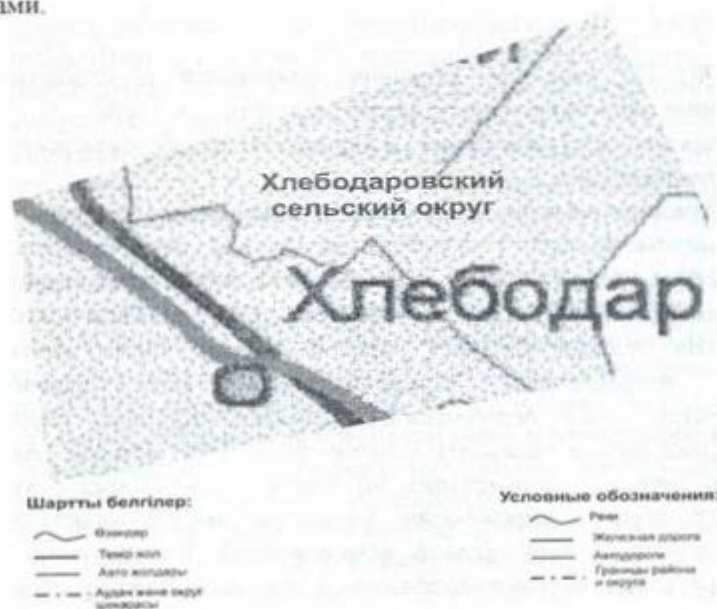 ами.
Хлебодаровский
сельский округ
Хлебодар
Шартты белгілер:
Өзендер
Темір жол
Авто жолдары
Аудан және округ
шекарасы
Условные обозначения:
Реки
Железная дорога
Автодороги
Границы района
и округа